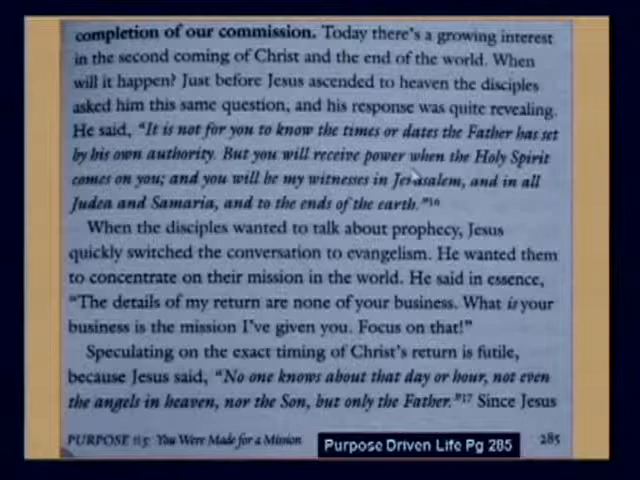 completion of our commission. Today there's a growing interest
in the second coming of Christ and the end of the world. When
will it happen? Just before Jesus ascended to heaven the disciples
asked him this same question, and his response was quite revealing.
He said, "It is not for you to know the times or dates the Father has set
by his own authority. But you will receive power when the Holy Spirit
comes on you; and you will be my witnesses in Jerusalem, and in all
Judea and Samaria, and to the ends of the earth."16
When the disciples wanted to talk about prophecy, Jesus
quickly switched the conversation to evangelism. He wanted them
to concentrate on their mission in the world. He said in essence,
"The details of my return are none of your business. What is your
business is the mission I've given you. Focus on that!"
Speculating on the exact timing of Christ's return is futile,
because Jesus said, "No one knows about that day or hour, not even
the angels in heaven, nor the Son, but only the Father."17 Since Jesus
PURPOSE #5: You Were Made for a Mission
Purpose Driven Life Pg 285
285